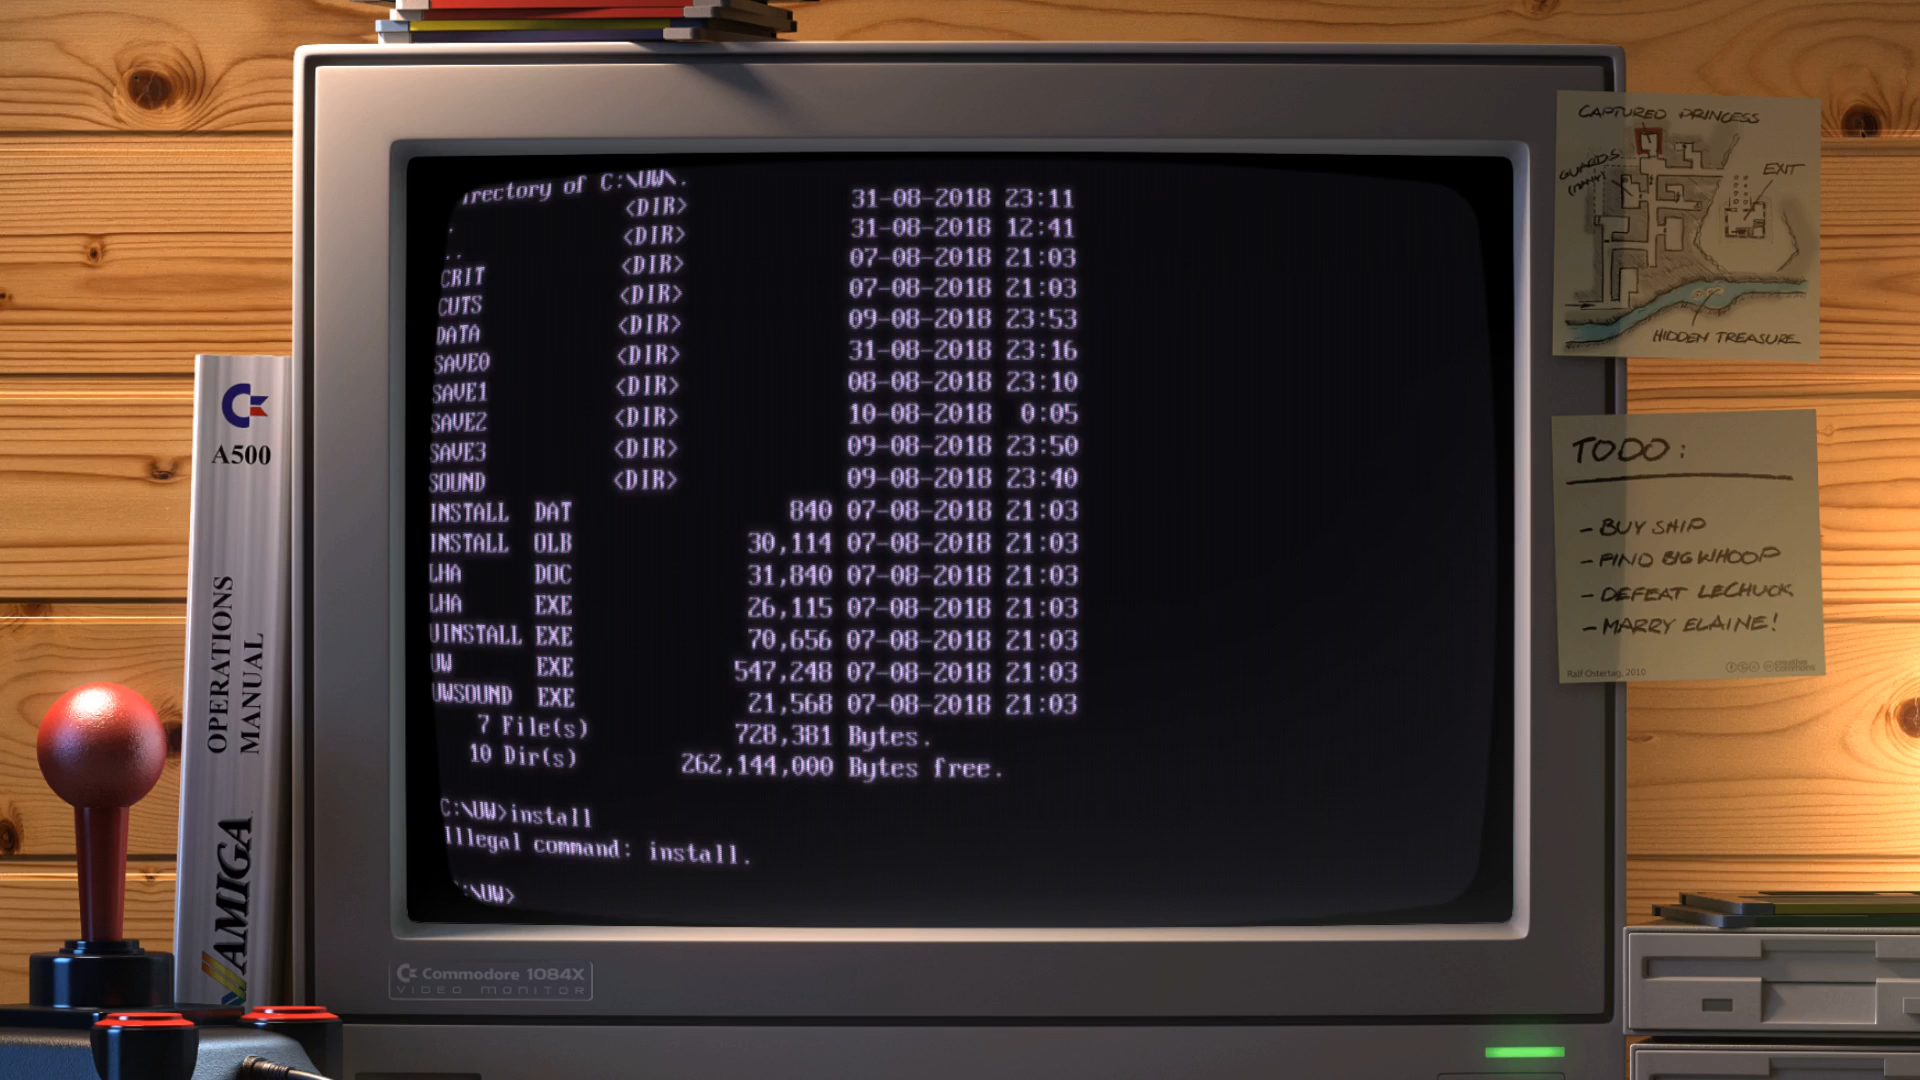 irectory of C:\UW\.
. <DIR> 31-08-2018 23:11
.. <DIR> 31-08-2018 12:41
CRIT <DIR> 07-08-2018 21:03
CUTS <DIR> 07-08-2018 21:03
DATA <DIR> 09-08-2018 23:53
SAVE0 <DIR> 31-08-2018 23:16
SAVE1 <DIR> 08-08-2018 23:10
SAVE2 <DIR> 10-08-2018 0:05
SAVE3 <DIR> 09-08-2018 23:50
SOUND <DIR> 09-08-2018 23:40
INSTALL DAT 840 07-08-2018 21:03
INSTALL OLB 30,114 07-08-2018 21:03
LHA DOC 31,840 07-08-2018 21:03
LHA EXE 26,115 07-08-2018 21:03
UINSTALL EXE 70,656 07-08-2018 21:03
UW EXE 547,248 07-08-2018 21:03
UWSOUND EXE 21,568 07-08-2018 21:03
7 File(s) 728,381 Bytes.
10 Dir(s) 262,144,000 Bytes free.
C:\UW>install
Illegal command: install.
:\UW>
Commodore 1084X
VIDEO MONITOR
A500
OPERATIONS
MANUAL
AMIGA
CAPTURED PRINCESS
GUARDS
(MANY)
EXIT
HIDDEN TREASURE
TODO:
- BUY SHIP
- FIND BIG WHOOP
- DEFEAT LECHUCK
- MARRY ELAINE!
Ralf Ostertag, 2010
creative
commons